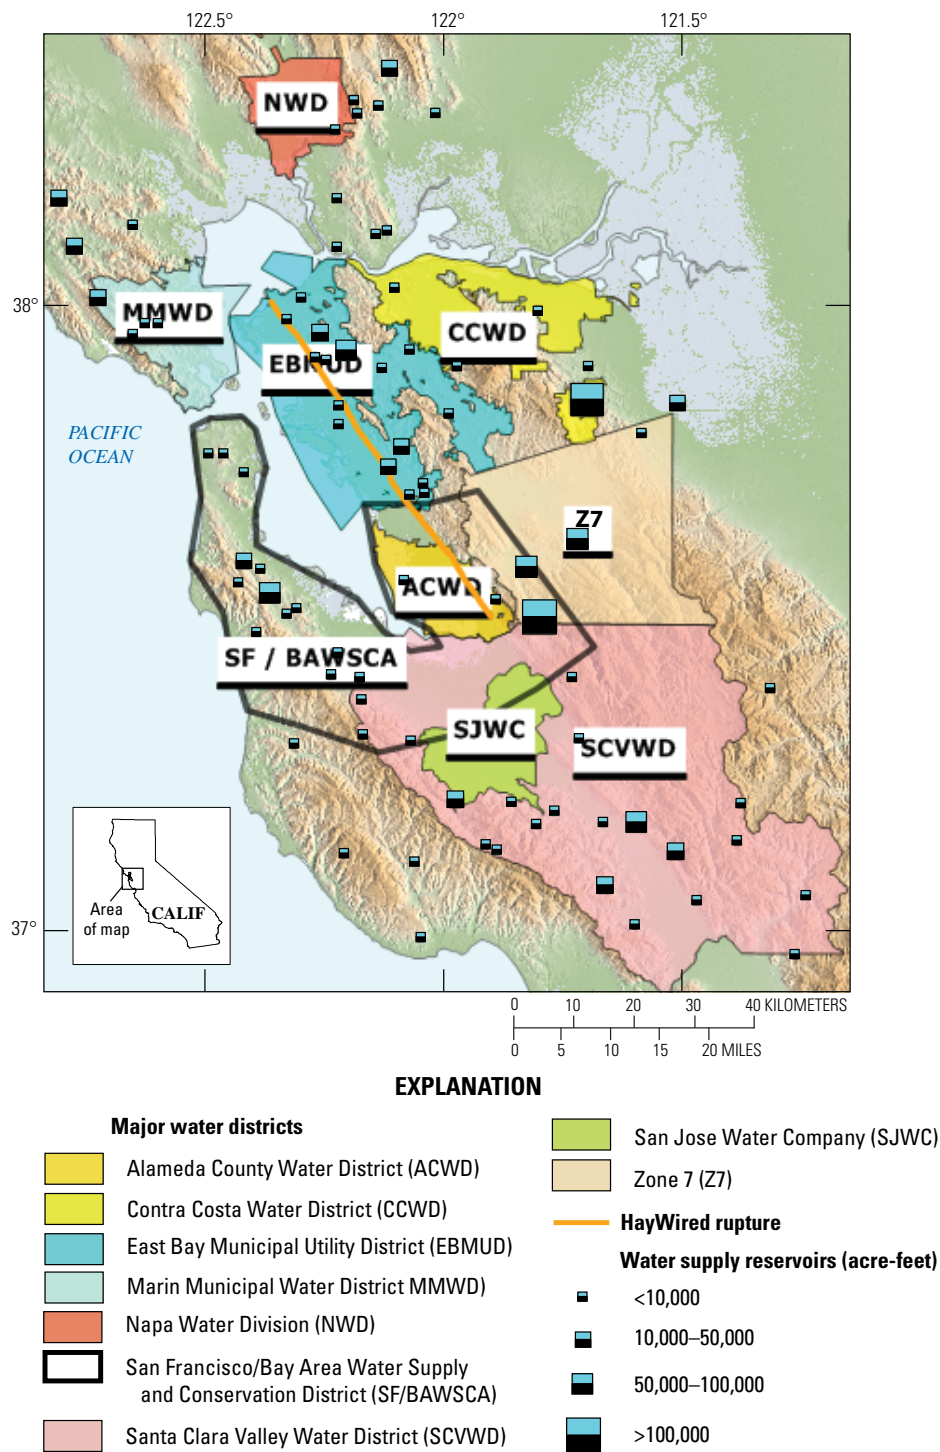 122.5°
122°
121.5°
NWD
38°
MMWD
CCWD
EBMUD
PACIFIC
OCEAN
Z7
ACWD
SF / BAWSCA
SJWC
SCVWD
Area
of map
CALIF
37°
0 10 20 30 40 KILOMETERS
0 5 10 15 20 MILES
EXPLANATION
Major water districts
Alameda County Water District (ACWD)
Contra Costa Water District (CCWD)
East Bay Municipal Utility District (EBMUD)
Marin Municipal Water District MMWD)
Napa Water Division (NWD)
San Francisco/Bay Area Water Supply
and Conservation District (SF/BAWSCA)
Santa Clara Valley Water District (SCVWD)
San Jose Water Company (SJWC)
Zone 7 (Z7)
HayWired rupture
Water supply reservoirs (acre-feet)
<10,000
10,000–50,000
50,000–100,000
>100,000